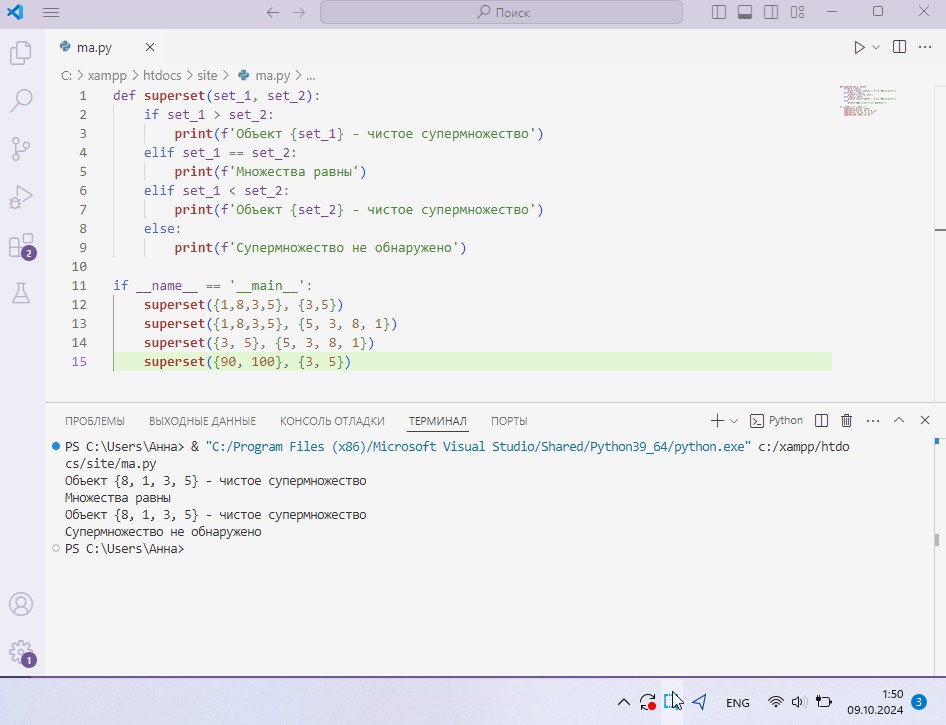 Поиск
ma.py
C: > xampp > htdocs > site > ma.py > ...
1 def superset(set_1, set_2):
2 if set_1 > set_2:
3 print(f'Объект {set_1} - чистое супермножество')
4 elif set_1 == set_2:
5 print(f'Множества равны')
6 elif set_1 < set_2:
7 print(f'Объект {set_2} - чистое супермножество')
8 else:
9 print(f'Супермножество не обнаружено')
10
11 if __name__ == '__main__':
12 superset({1,8,3,5}, {3,5})
13 superset({1,8,3,5}, {5, 3, 8, 1})
14 superset({3, 5}, {5, 3, 8, 1})
15 superset({90, 100}, {3, 5})
2
ПРОБЛЕМЫ ВЫХОДНЫЕ ДАННЫЕ КОНСОЛЬ ОТЛАДКИ ТЕРМИНАЛ ПОРТЫ Python
PS C:\Users\Анна> & "C:/Program Files (x86)/Microsoft Visual Studio/Shared/Python39_64/python.exe" c:/xampp/htdo
cs/site/ma.py
Объект {8, 1, 3, 5} - чистое супермножество
Множества равны
Объект {8, 1, 3, 5} - чистое супермножество
Супермножество не обнаружено
PS C:\Users\Анна>
1
ENG 1:50
09.10.2024 3